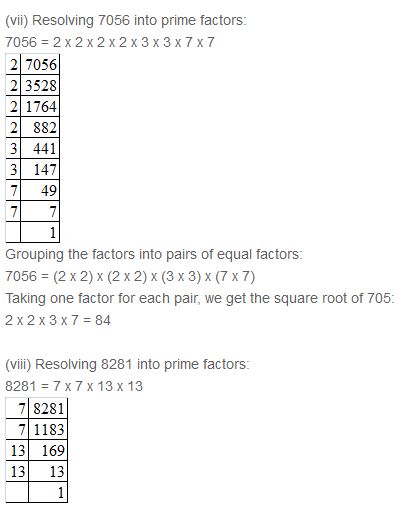 (vii) Resolving 7056 into prime factors:
7056 = 2 x 2 x 2 x 2 x 3 x 3 x 7 x 7
2 7056
2 3528
2 1764
2 882
3 441
3 147
7 49
7 7
1
Grouping the factors into pairs of equal factors:
7056 = (2 x 2) x (2 x 2) x (3 x 3) x (7 x 7)
Taking one factor for each pair, we get the square root of 705:
2 x 2 x 3 x 7 = 84
(viii) Resolving 8281 into prime factors:
8281 = 7 x 7 x 13 x 13
7 8281
7 1183
13 169
13 13
1